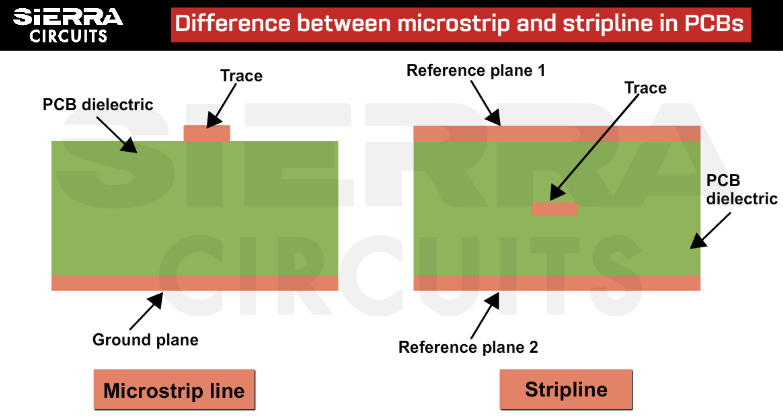 SIERRA
CIRCUITS
Difference between microstrip and stripline in PCBs
Trace
PCB dielectric
Ground plane
Microstrip line
Reference plane 1
Trace
PCB
dielectric
Reference plane 2
Stripline
SIERRA
CIRCUITS